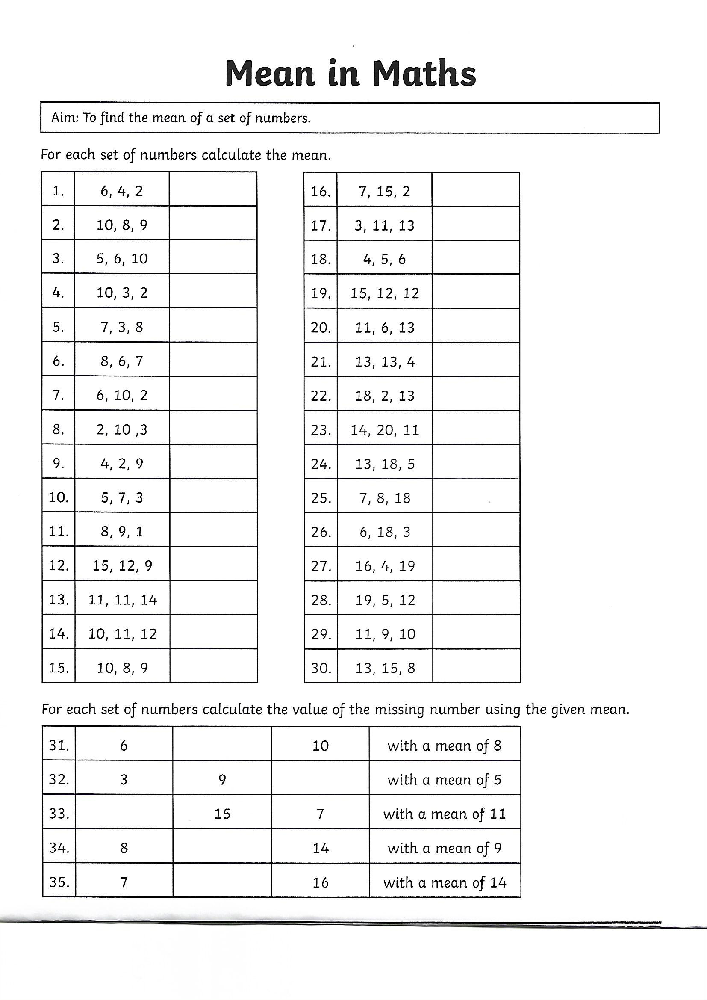 Mean in Maths
Aim: To find the mean of a set of numbers.
For each set of numbers calculate the mean.
1. 6, 4, 2
2. 10, 8, 9
3. 5, 6, 10
4. 10, 3, 2
5. 7, 3, 8
6. 8, 6, 7
7. 6, 10, 2
8. 2, 10 ,3
9. 4, 2, 9
10. 5, 7, 3
11. 8, 9, 1
12. 15, 12, 9
13. 11, 11, 14
14. 10, 11, 12
15. 10, 8, 9
16. 7, 15, 2
17. 3, 11, 13
18. 4, 5, 6
19. 15, 12, 12
20. 11, 6, 13
21. 13, 13, 4
22. 18, 2, 13
23. 14, 20, 11
24. 13, 18, 5
25. 7, 8, 18
26. 6, 18, 3
27. 16, 4, 19
28. 19, 5, 12
29. 11, 9, 10
30. 13, 15, 8
For each set of numbers calculate the value of the missing number using the given mean.
31. 6 10 with a mean of 8
32. 3 9 with a mean of 5
33. 15 7 with a mean of 11
34. 8 14 with a mean of 9
35. 7 16 with a mean of 14